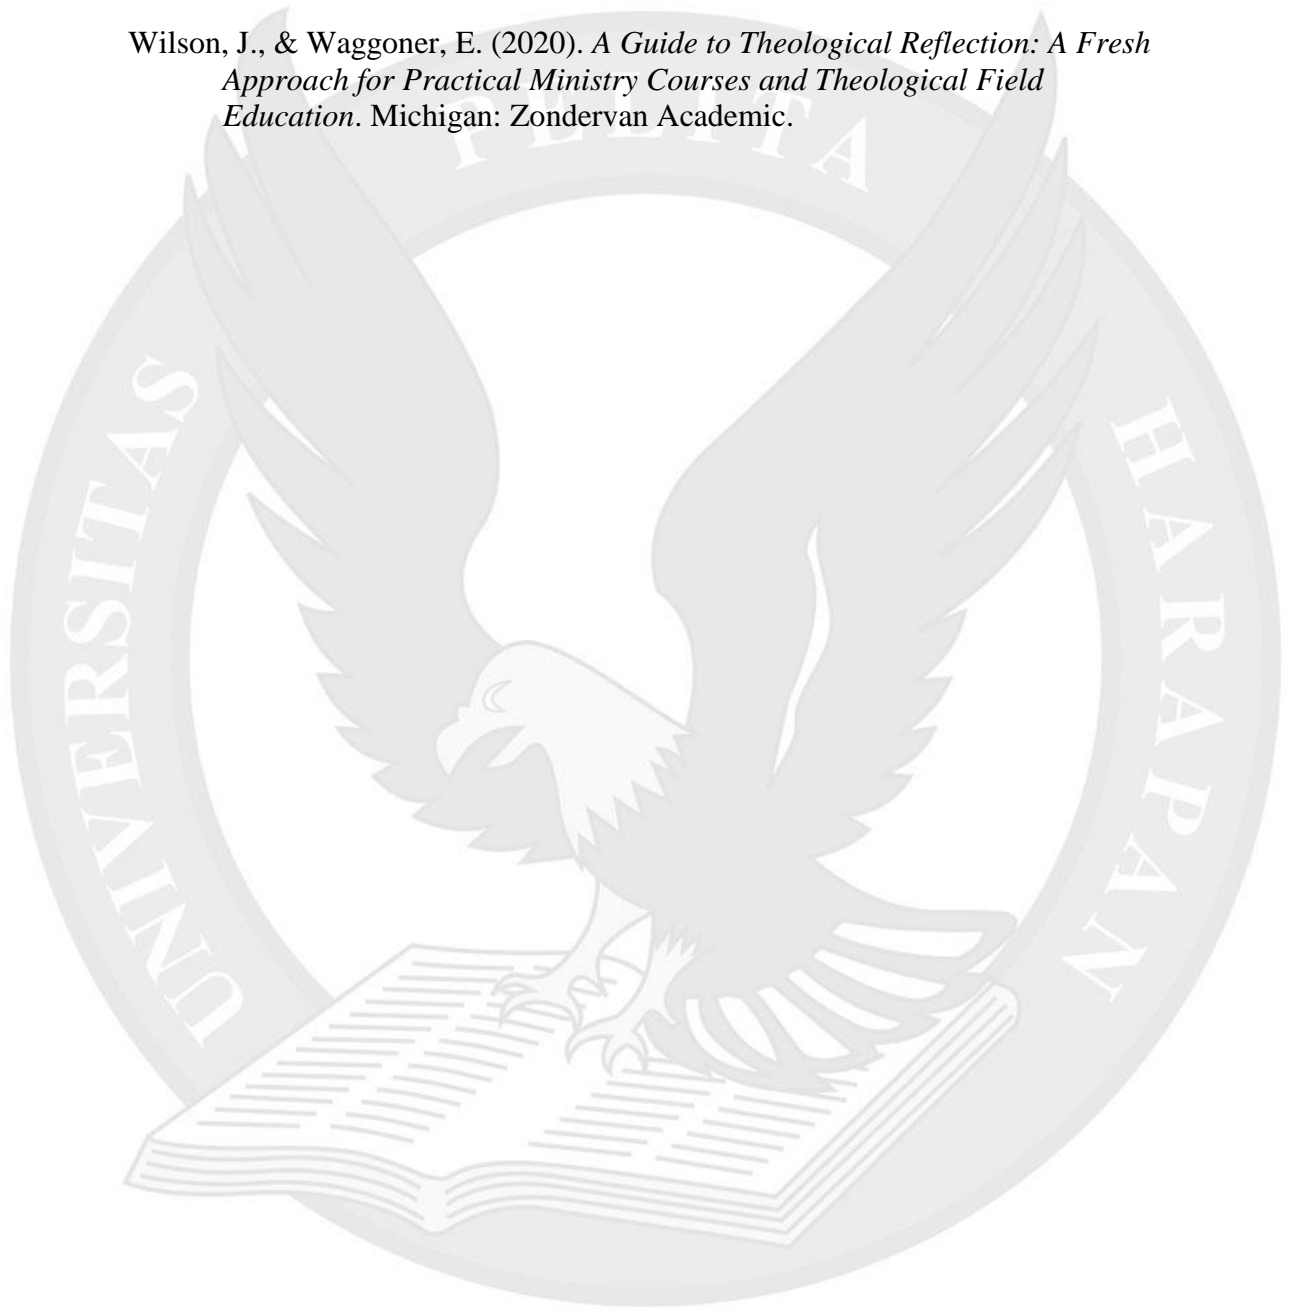 Wilson, J., & Waggoner, E. (2020). A Guide to Theological Reflection: A Fresh
Approach for Practical Ministry Courses and Theological Field
Education. Michigan: Zondervan Academic.
UNIVERSITAS PELITA HARAPAN